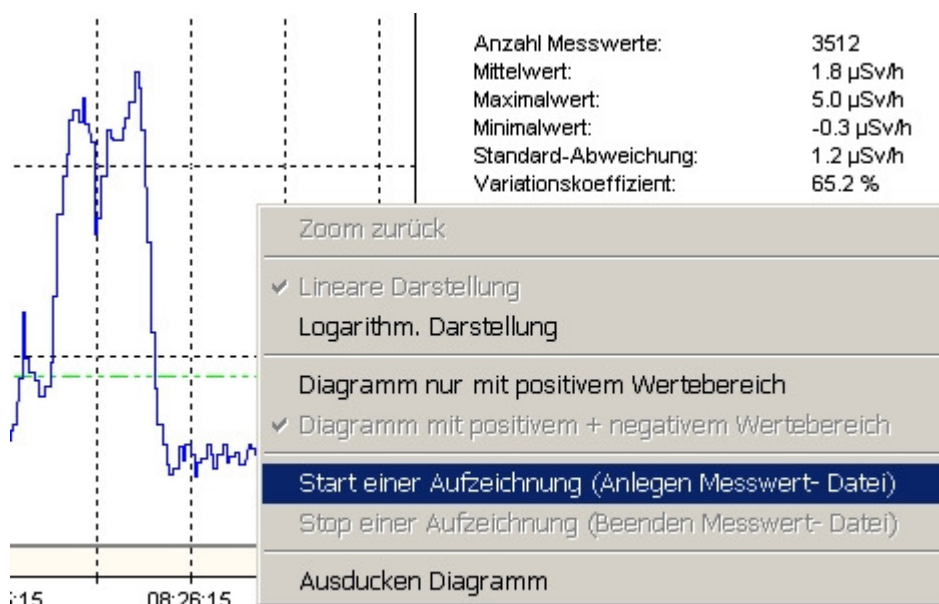 Anzahl Messwerte: 3512
Mittelwert: 1.8 µSv/h
Maximalwert: 5.0 µSv/h
Minimalwert: -0.3 µSv/h
Standard-Abweichung: 1.2 µSv/h
Variationskoeffizient: 65.2 %
Zoom zurück
Lineare Darstellung
Logarithm. Darstellung
Diagramm nur mit positivem Wertebereich
Diagramm mit positivem + negativem Wertebereich
Start einer Aufzeichnung (Anlegen Messwert- Datei)
Stop einer Aufzeichnung (Beenden Messwert- Datei)
Ausducken Diagramm
:15 08:26:15